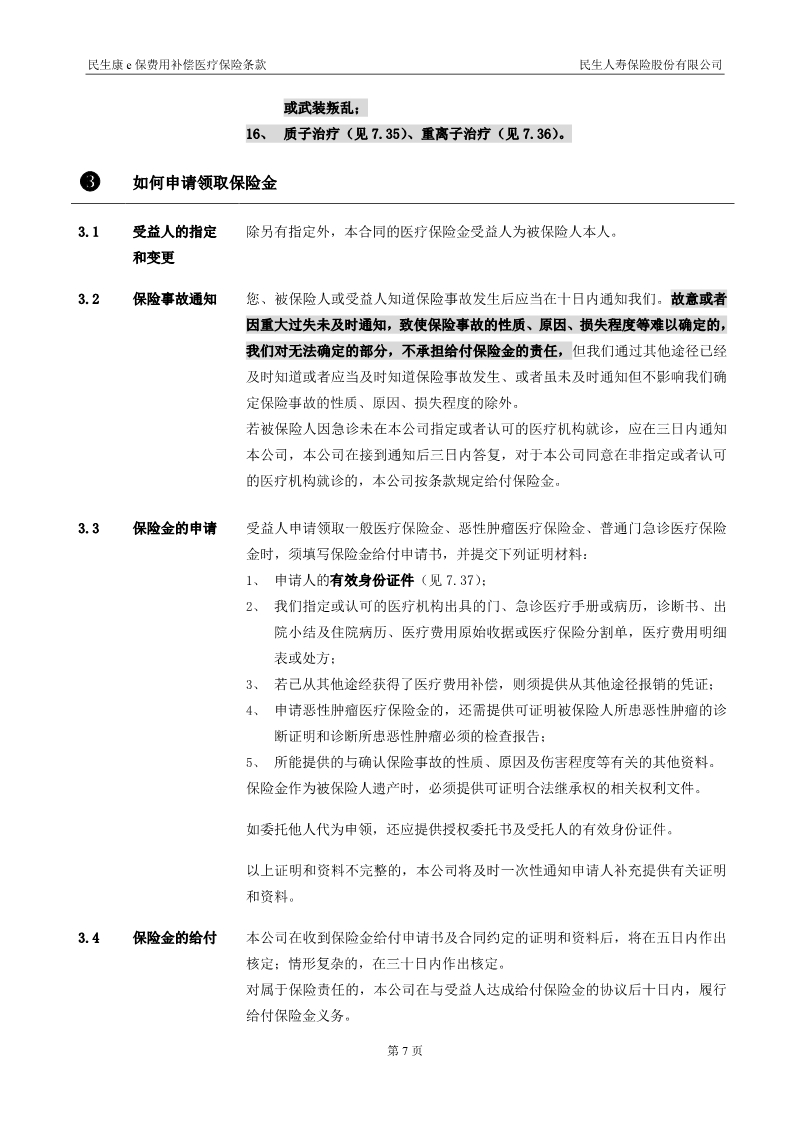 民生康 e 保费用补偿医疗保险条款 民生人寿保险股份有限公司
或武装叛乱；
16、 质子治疗（见 7.35）、重离子治疗（见 7.36）。
❸ 如何申请领取保险金
3.1 受益人的指定 除另有指定外，本合同的医疗保险金受益人为被保险人本人。
和变更
3.2 保险事故通知 您、被保险人或受益人知道保险事故发生后应当在十日内通知我们。故意或者
因重大过失未及时通知，致使保险事故的性质、原因、损失程度等难以确定的，
我们对无法确定的部分，不承担给付保险金的责任，但我们通过其他途径已经
及时知道或者应当及时知道保险事故发生、或者虽未及时通知但不影响我们确
定保险事故的性质、原因、损失程度的除外。
若被保险人因急诊未在本公司指定或者认可的医疗机构就诊，应在三日内通知
本公司，本公司在接到通知后三日内答复，对于本公司同意在非指定或者认可
的医疗机构就诊的，本公司按条款规定给付保险金。
3.3 保险金的申请 受益人申请领取一般医疗保险金、恶性肿瘤医疗保险金、普通门急诊医疗保险
金时，须填写保险金给付申请书，并提交下列证明材料：
1、 申请人的有效身份证件（见 7.37）；
2、 我们指定或认可的医疗机构出具的门、急诊医疗手册或病历，诊断书、出
院小结及住院病历、医疗费用原始收据或医疗保险分割单，医疗费用明细
表或处方；
3、 若已从其他途经获得了医疗费用补偿，则须提供从其他途径报销的凭证；
4、 申请恶性肿瘤医疗保险金的，还需提供可证明被保险人所患恶性肿瘤的诊
断证明和诊断所患恶性肿瘤必须的检查报告；
5、 所能提供的与确认保险事故的性质、原因及伤害程度等有关的其他资料。
保险金作为被保险人遗产时，必须提供可证明合法继承权的相关权利文件。
如委托他人代为申领，还应提供授权委托书及受托人的有效身份证件。
以上证明和资料不完整的，本公司将及时一次性通知申请人补充提供有关证明
和资料。
3.4 保险金的给付 本公司在收到保险金给付申请书及合同约定的证明和资料后，将在五日内作出
核定；情形复杂的，在三十日内作出核定。
对属于保险责任的，本公司在与受益人达成给付保险金的协议后十日内，履行
给付保险金义务。
第 7 页